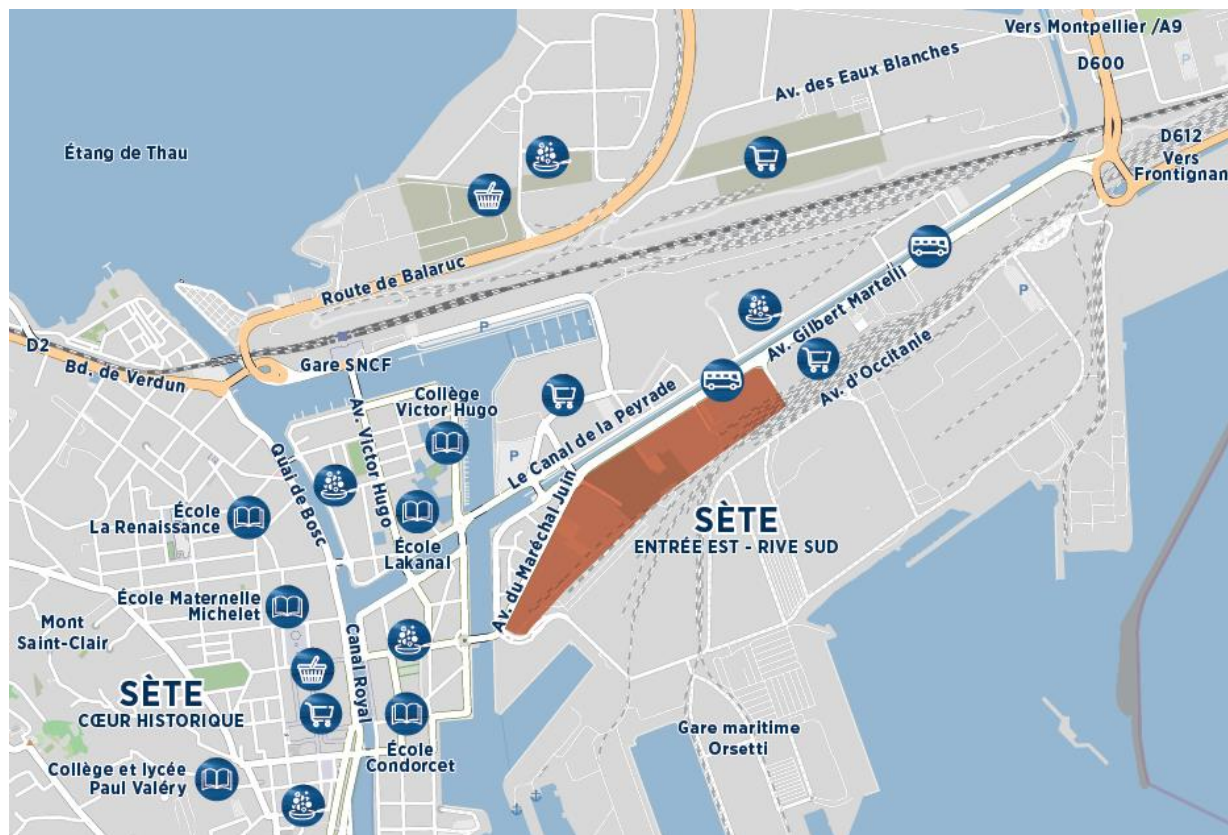 Vers Montpellier /A9
D600
Av. des Eaux Blanches
P
D612
Vers
Frontignan
Étang de Thau
Route de Balaruc
Av. Gilbert Martelli
P
P
D2
Bd. de Verdun
Gare SNCF
Av. d'Occitanie
Collège
Victor Hugo
Av. Victor Hugo
Le Canal de la Peyrade
P
Quai de Bosc
École
La Renaissance
École
Lakanal
Av. du Maréchal Juin
SÈTE
ENTRÉE EST - RIVE SUD
École Maternelle
Michelet
Mont
Saint-Clair
Canal Royal
SÈTE
CŒUR HISTORIQUE
École
Condorcet
Gare maritime
Orsetti
Collège et lycée
Paul Valéry